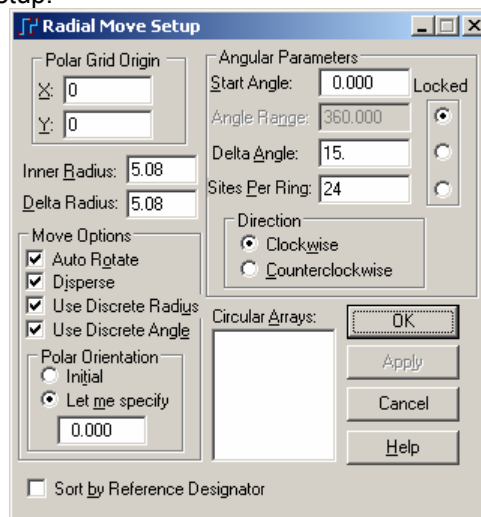 etup:
Radial Move Setup
Polar Grid Origin
X: 0
Y: 0
Inner Radius: 5.08
Delta Radius: 5.08
Move Options
Auto Rotate
Disperse
Use Discrete Radius
Use Discrete Angle
Polar Orientation
Initial
Let me specify
0.000
Angular Parameters
Start Angle: 0.000
Locked
Angle Range: 360.000
Delta Angle: 15.
Sites Per Ring: 24
Direction
Clockwise
Counterclockwise
Circular Arrays:
OK
Apply
Cancel
Help
Sort by Reference Designator